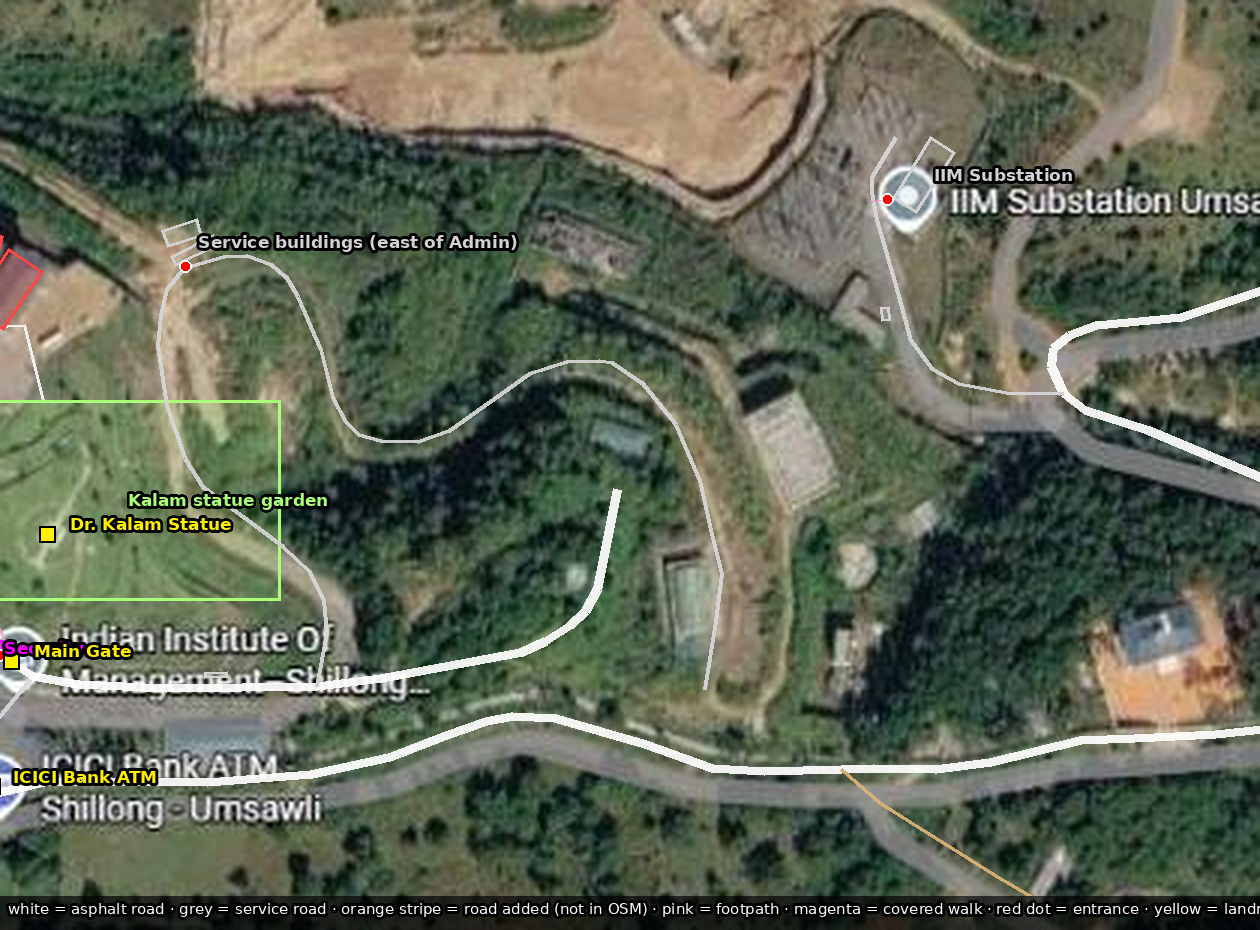 IIM Substation
IIM Substation Umsa
Service buildings (east of Admin)
Kalam statue garden
Dr. Kalam Statue
Indian Institute Of
Main Gate
Management - Shillong...
ICICI Bank ATM
ICICI Bank ATM
Shillong - Umsawli
white = asphalt road · grey = service road · orange stripe = road added (not in OSM) · pink = footpath · magenta = covered walk · red dot = entrance · yellow = landr